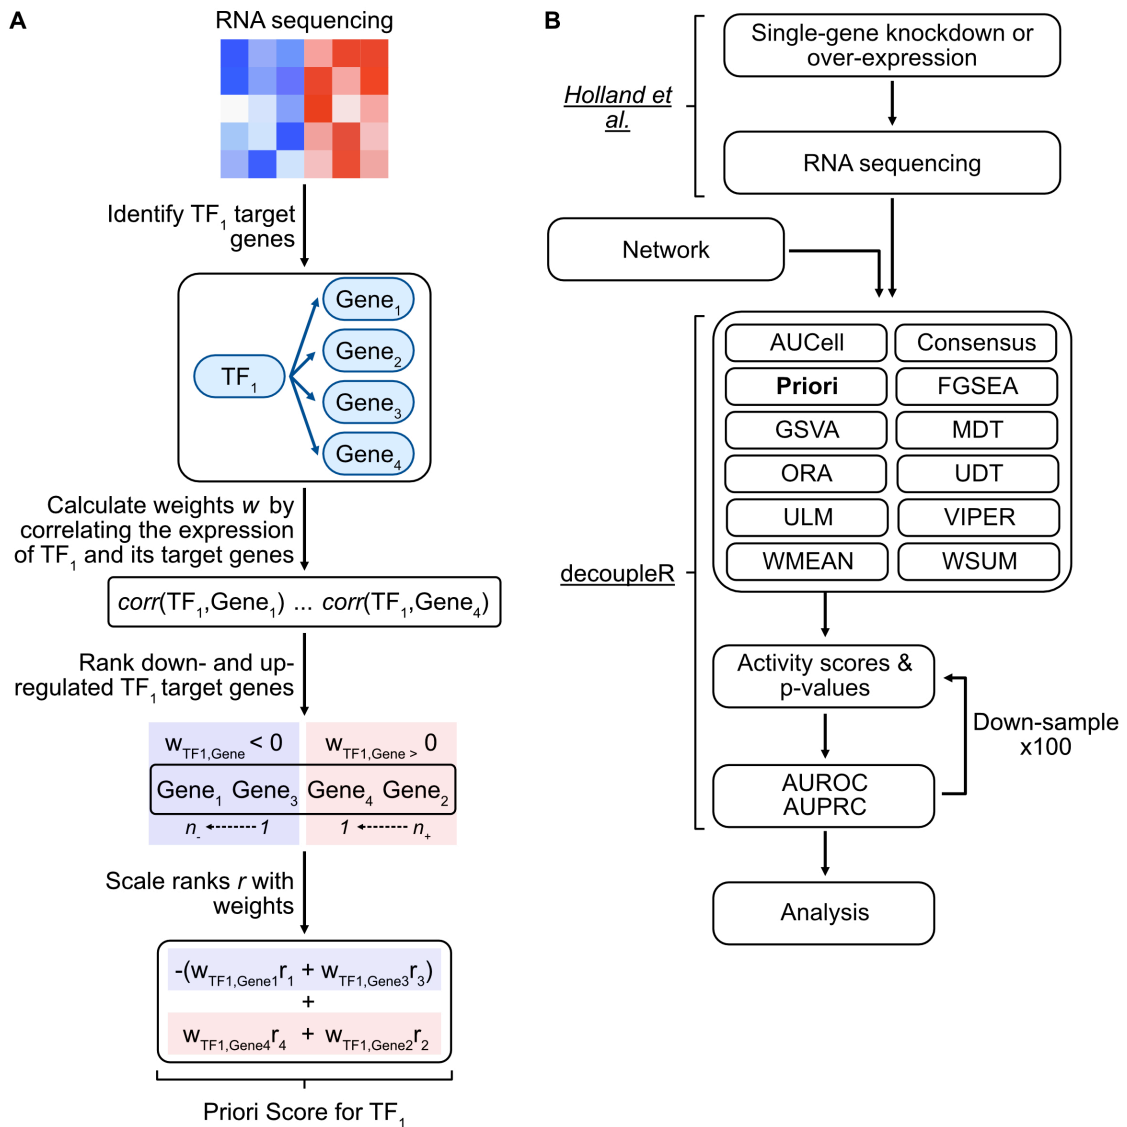 A
RNA sequencing
Identify TF1 target
genes
TF1
Gene1
Gene2
Gene3
Gene4
Calculate weights w by
correlating the expression
of TF1 and its target genes
corr(TF1,Gene1) ... corr(TF1,Gene4)
Rank down- and up-
regulated TF1 target genes
wTF1,Gene < 0
wTF1,Gene > 0
Gene1 Gene3 Gene4 Gene2
n- 1 1 n+
Scale ranks r with
weights
-(wTF1,Gene1r1 + wTF1,Gene3r3)
+
wTF1,Gene4r4 + wTF1,Gene2r2
Priori Score for TF1
B
Single-gene knockdown or
over-expression
Holland et
al.
RNA sequencing
Network
AUCell
Consensus
Priori
FGSEA
GSVA
MDT
ORA
UDT
ULM
VIPER
WMEAN
WSUM
decoupleR
Activity scores &
p-values
Down-sample
x100
AUROC
AUPRC
Analysis